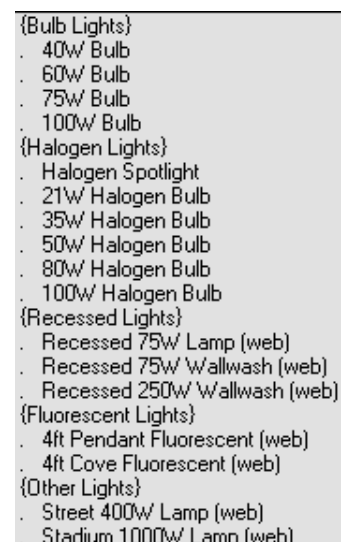 {Bulb Lights}
. 40W Bulb
. 60W Bulb
. 75W Bulb
. 100W Bulb
{Halogen Lights}
. Halogen Spotlight
. 21W Halogen Bulb
. 35W Halogen Bulb
. 50W Halogen Bulb
. 80W Halogen Bulb
. 100W Halogen Bulb
{Recessed Lights}
. Recessed 75W Lamp (web)
. Recessed 75W Wallwash (web)
. Recessed 250W Wallwash (web)
{Fluorescent Lights}
. 4ft Pendant Fluorescent (web)
. 4ft Cove Fluorescent (web)
{Other Lights}
. Street 400W Lamp (web)
. Stadium 1000W Lamp (web)